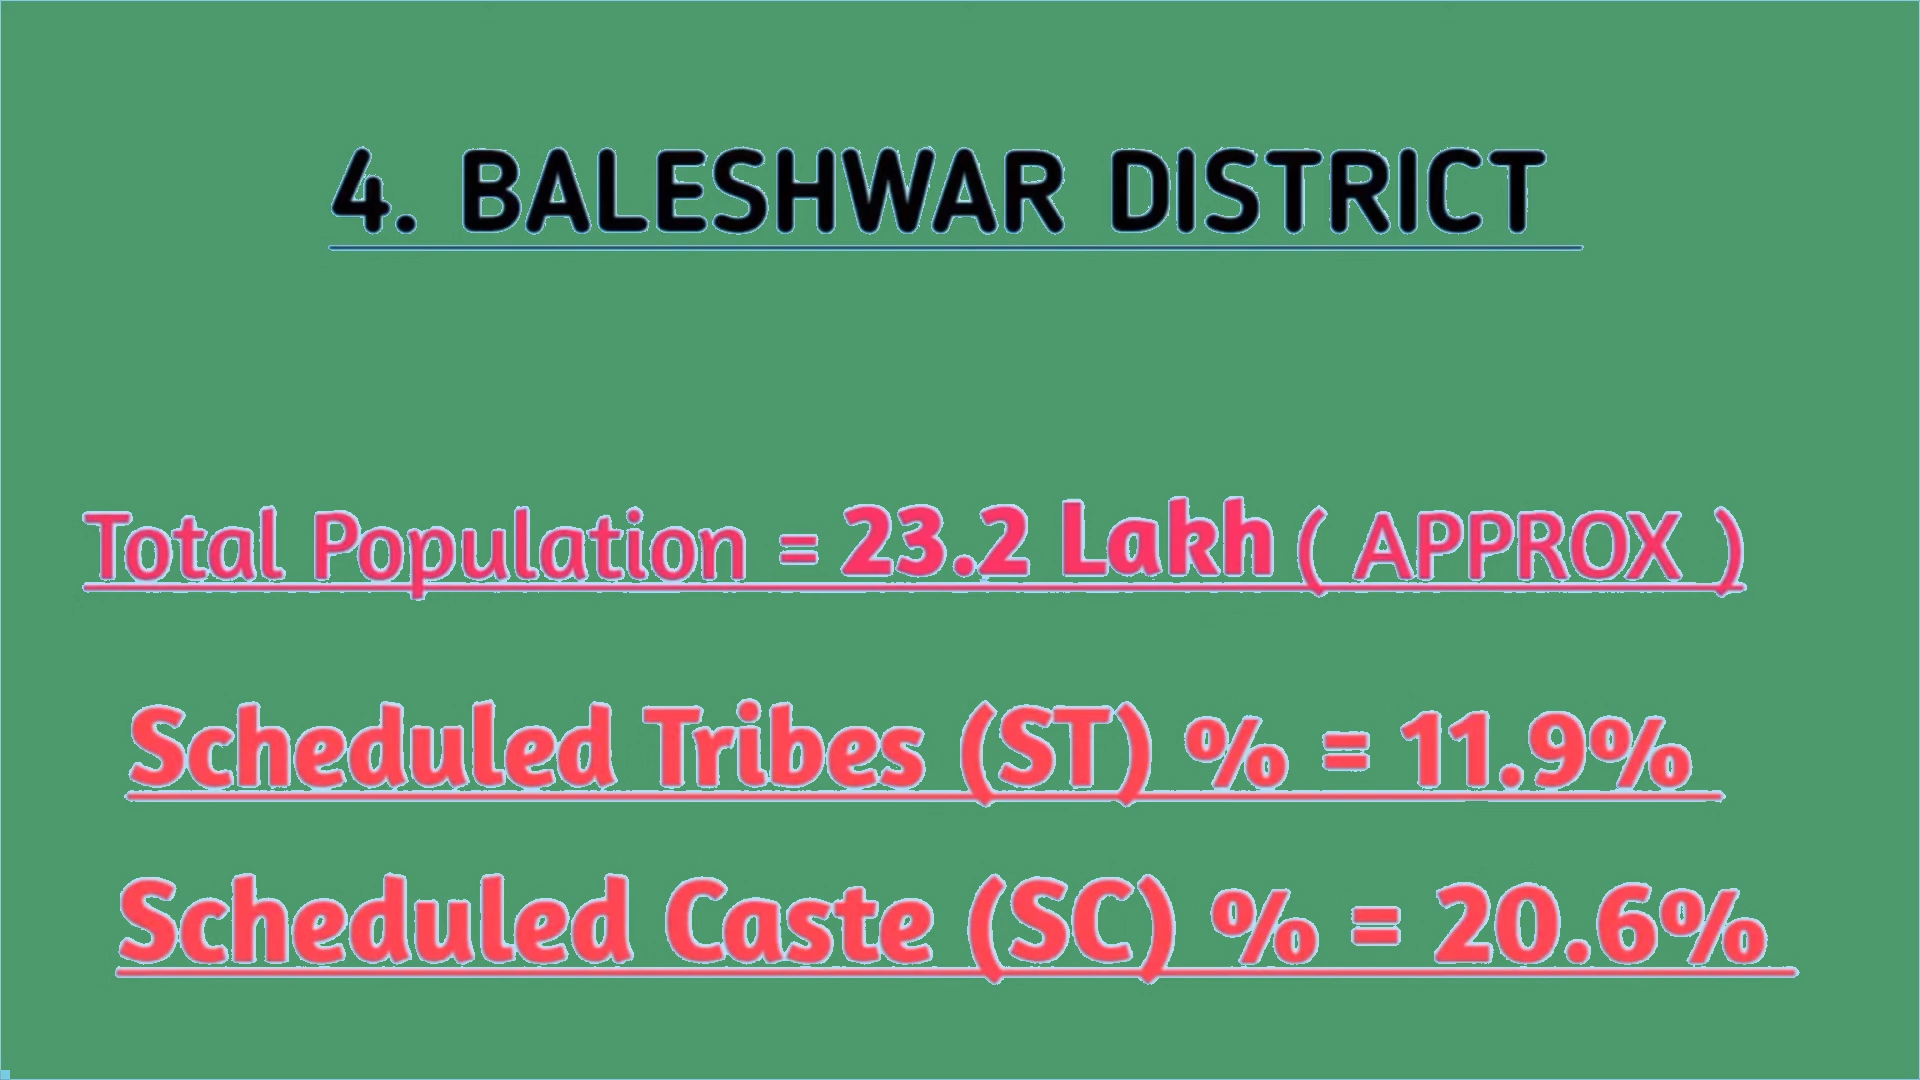 4. BALESHWAR DISTRICT
Total Population = 23.2 Lakh ( APPROX )
Scheduled Tribes (ST) % = 11.9%
Scheduled Caste (SC) % = 20.6%